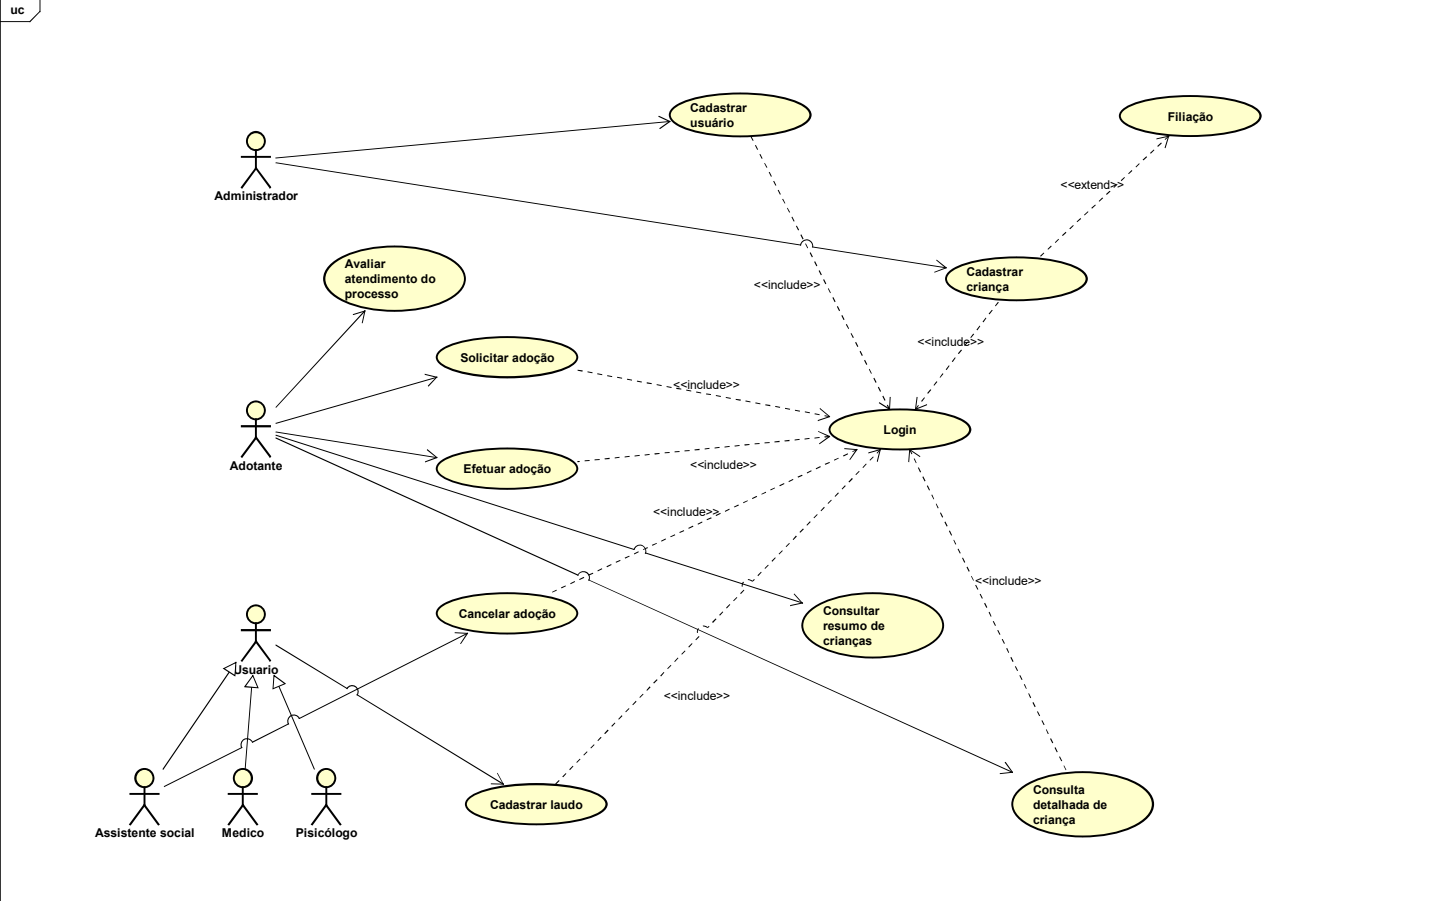 uc
Cadastrar
usuário
Filiação
<<extend>>
Administrador
Avaliar
atendimento do
processo
<<include>>
Cadastrar
criança
<<include>>
Solicitar adoção
<<include>>
Login
Adotante
Efetuar adoção
<<include>>
<<include>>
<<include>>
Cancelar adoção
Consultar
resumo de
crianças
Usuario
<<include>>
Cadastrar laudo
Consulta
detalhada de
criança
Assistente social
Medico
Pisicólogo